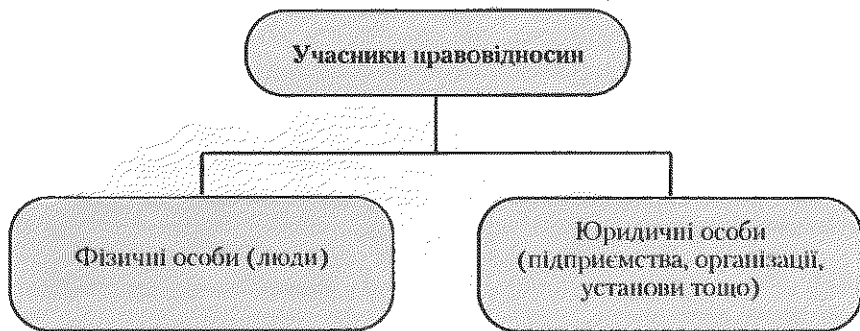 Учасники правовідносин
Фізичні особи (люди)
Юридичні особи
(підприємства, організації,
установи тощо)